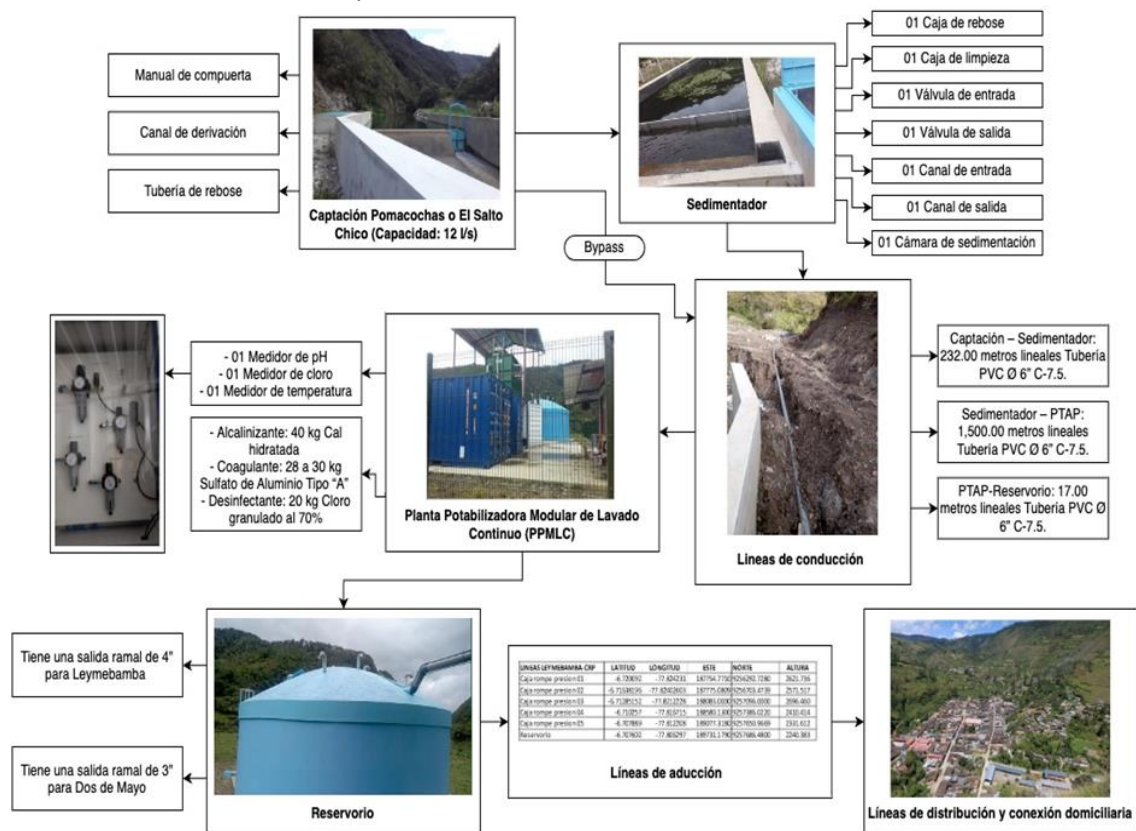 Manual de compuerta
Canal de derivación
Tubería de rebose
Captación Pomacochas o El Salto
Chico (Capacidad: 12 l/s)
Sedimentador
01 Caja de rebose
01 Caja de limpieza
01 Válvula de entrada
01 Válvula de salida
01 Canal de entrada
01 Canal de salida
01 Cámara de sedimentación
Bypass
- 01 Medidor de pH
- 01 Medidor de cloro
- 01 Medidor de temperatura
- Alcalinizante: 40 kg Cal
hidratada
- Coagulante: 28 a 30 kg
Sulfato de Aluminio Tipo “A”
- Desinfectante: 20 kg Cloro
granulado al 70%
Planta Potabilizadora Modular de Lavado
Continuo (PPMLC)
Lineas de conducción
Captación – Sedimentador:
232.00 metros lineales Tubería
PVC Ø 6” C-7.5.
Sedimentador – PTAP:
1,500.00 metros lineales
Tubería PVC Ø 6” C-7.5.
PTAP-Reservorio: 17.00
metros lineales Tubería PVC Ø
6” C-7.5.
Tiene una salida ramal de 4"
para Leymebamba
Tiene una salida ramal de 3"
para Dos de Mayo
Reservorio
LINEAS LEYMEBAMBA-CRP LATITUD LONGITUD ESTE NORTE ALTURA
Caja rompe presion 01
Caja rompe presion 02
Caja rompe presion 03
Caja rompe presion 04
Caja rompe presion 05
Reservorio
Líneas de aducción
Líneas de distribución y conexión domiciliaria